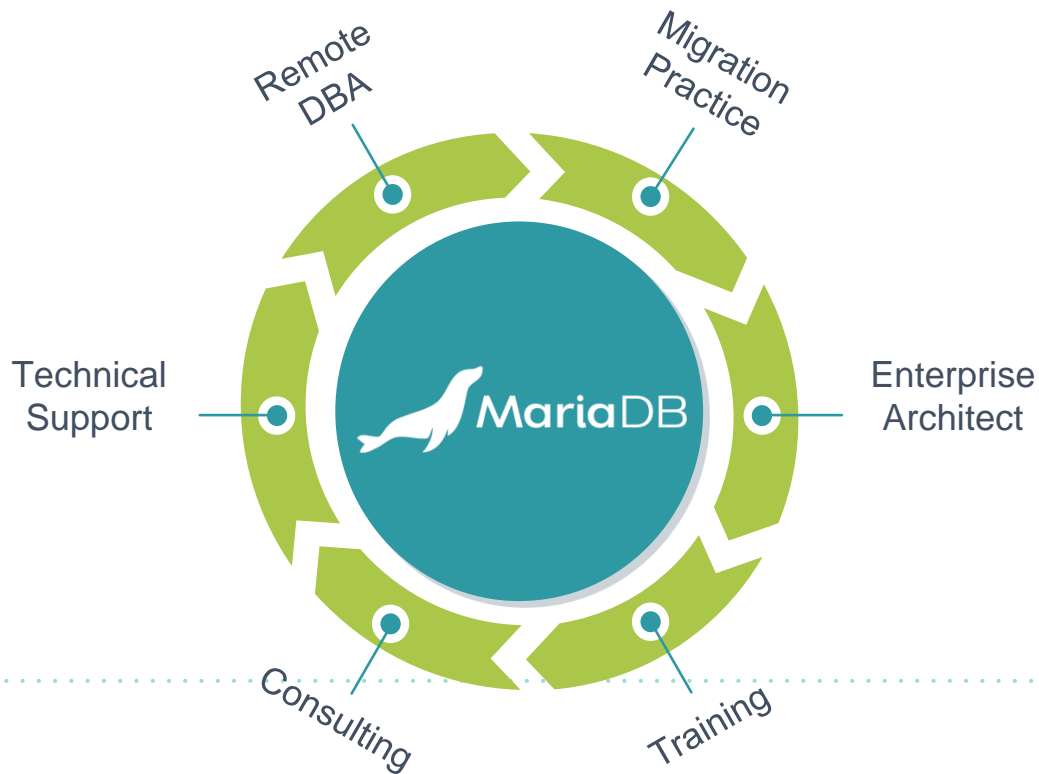 Remote
DBA
Migration
Practice
Technical
Support
MariaDB
Enterprise
Architect
Consulting
Training